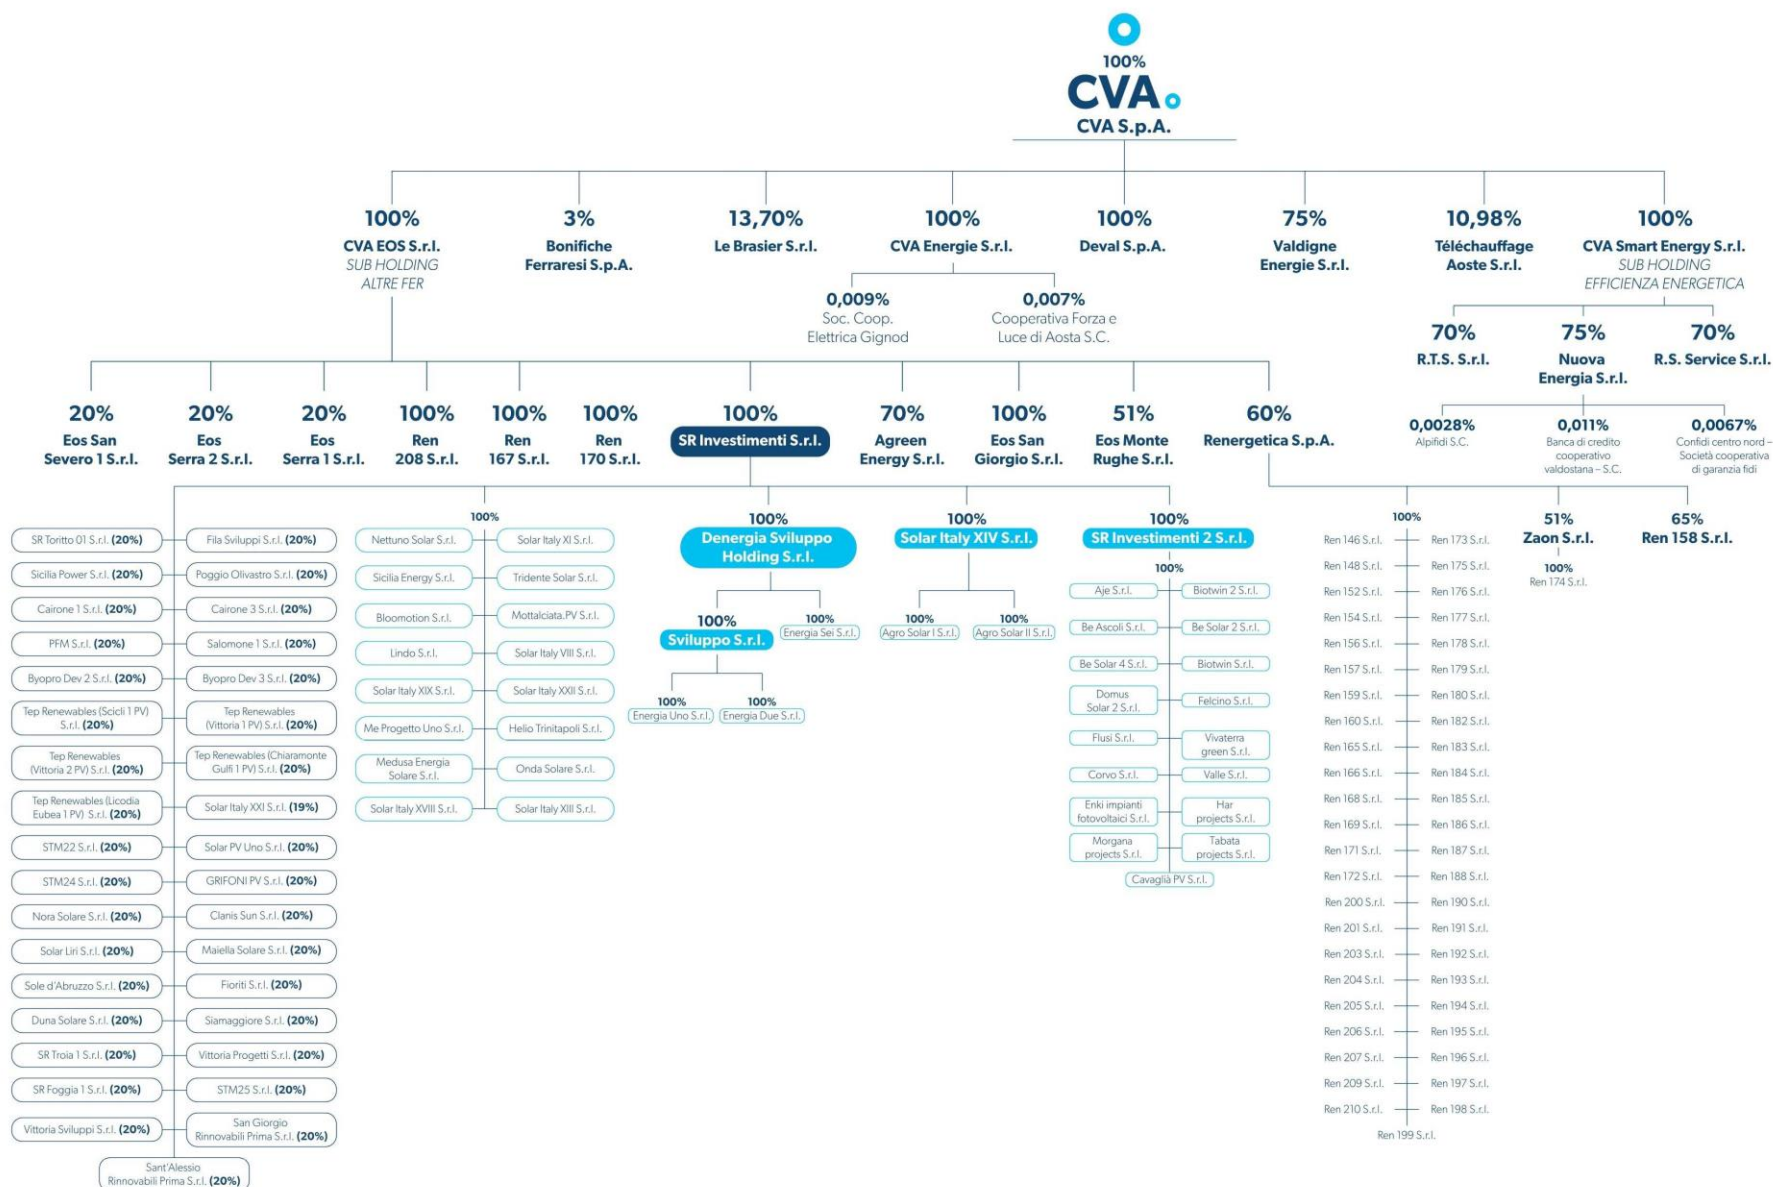 100%
CVA
CVA S.p.A.
100%
CVA EOS S.r.l.
SUB HOLDING
ALTRE FER
3%
Bonifiche
Ferraresi S.p.A.
13,70%
Le Brasier S.r.l.
100%
CVA Energie S.r.l.
100%
Deval S.p.A.
75%
Valdigne
Energie S.r.l.
10,98%
Téléchauffage
Aoste S.r.l.
100%
CVA Smart Energy S.r.l.
SUB HOLDING
EFFICIENZA ENERGETICA
0,009%
Soc. Coop.
Elettrica Gignod
0,007%
Cooperativa Forza e
Luce di Aosta S.C.
70%
R.T.S. S.r.l.
75%
Nuova
Energia S.r.l.
70%
R.S. Service S.r.l.
0,0028%
Alpifidi S.C.
0,011%
Banca di credito
cooperativo
valdostana – S.C.
0,0067%
Confidi centro nord –
Società cooperativa
di garanzia fidi
20%
Eos San
Severo 1 S.r.l.
20%
Eos
Serra 2 S.r.l.
20%
Eos
Serra 1 S.r.l.
100%
Ren
208 S.r.l.
100%
Ren
167 S.r.l.
100%
Ren
170 S.r.l.
100%
SR Investimenti S.r.l.
70%
Agreen
Energy S.r.l.
100%
Eos San
Giorgio S.r.l.
51%
Eos Monte
Rughe S.r.l.
60%
Renergetica S.p.A.
SR Toritto 01 S.r.l. (20%)
Fila Sviluppi S.r.l. (20%)
Sicilia Power S.r.l. (20%)
Poggio Olivastro S.r.l. (20%)
Cairone 1 S.r.l. (20%)
Cairone 3 S.r.l. (20%)
PFM S.r.l. (20%)
Salomone 1 S.r.l. (20%)
Byopro Dev 2 S.r.l. (20%)
Byopro Dev 3 S.r.l. (20%)
Tep Renewables (Scicli 1 PV)
S.r.l. (20%)
Tep Renewables
(Vittoria 1 PV) S.r.l. (20%)
Tep Renewables
(Vittoria 2 PV) S.r.l. (20%)
Tep Renewables (Chiaramonte
Gulfi 1 PV) S.r.l. (20%)
Tep Renewables (Licodia
Eubea 1 PV) S.r.l. (20%)
Solar Italy XXI S.r.l. (19%)
STM22 S.r.l. (20%)
Solar PV Uno S.r.l. (20%)
STM24 S.r.l. (20%)
GRIFONI PV S.r.l. (20%)
Nora Solare S.r.l. (20%)
Clanis Sun S.r.l. (20%)
Solar Liri S.r.l. (20%)
Maiella Solare S.r.l. (20%)
Sole d'Abruzzo S.r.l. (20%)
Fioriti S.r.l. (20%)
Duna Solare S.r.l. (20%)
Siamaggiore S.r.l. (20%)
SR Troia 1 S.r.l. (20%)
Vittoria Progetti S.r.l. (20%)
SR Foggia 1 S.r.l. (20%)
STM25 S.r.l. (20%)
Vittoria Sviluppi S.r.l. (20%)
San Giorgio
Rinnovabili Prima S.r.l. (20%)
Sant'Alessio
Rinnovabili Prima S.r.l. (20%)
100%
Nettuno Solar S.r.l.
Solar Italy XI S.r.l.
Sicilia Energy S.r.l.
Tridente Solar S.r.l.
Bloomotion S.r.l.
Mottalciata.PV S.r.l.
Lindo S.r.l.
Solar Italy VIII S.r.l.
Solar Italy XIX S.r.l.
Solar Italy XXII S.r.l.
Me Progetto Uno S.r.l.
Helio Trinitapoli S.r.l.
Medusa Energia
Solare S.r.l.
Onda Solare S.r.l.
Solar Italy XVIII S.r.l.
Solar Italy XIII S.r.l.
100%
Denergia Sviluppo
Holding S.r.l.
100%
Sviluppo S.r.l.
100%
Energia Sei S.r.l.
100%
Energia Uno S.r.l.
100%
Energia Due S.r.l.
100%
Solar Italy XIV S.r.l.
100%
Agro Solar I S.r.l.
100%
Agro Solar II S.r.l.
100%
SR Investimenti 2 S.r.l.
100%
Aje S.r.l.
Biotwin 2 S.r.l.
Be Ascoli S.r.l.
Be Solar 2 S.r.l.
Be Solar 4 S.r.l.
Biotwin S.r.l.
Domus
Solar 2 S.r.l.
Felcino S.r.l.
Flusi S.r.l.
Vivaterra
green S.r.l.
Corvo S.r.l.
Valle S.r.l.
Enki impianti
fotovoltaici S.r.l.
Har
projects S.r.l.
Morgana
projects S.r.l.
Tabata
projects S.r.l.
Cavaglià PV S.r.l.
100%
Ren 146 S.r.l.
Ren 173 S.r.l.
Ren 148 S.r.l.
Ren 175 S.r.l.
Ren 152 S.r.l.
Ren 176 S.r.l.
Ren 154 S.r.l.
Ren 177 S.r.l.
Ren 156 S.r.l.
Ren 178 S.r.l.
Ren 157 S.r.l.
Ren 179 S.r.l.
Ren 159 S.r.l.
Ren 180 S.r.l.
Ren 160 S.r.l.
Ren 182 S.r.l.
Ren 165 S.r.l.
Ren 183 S.r.l.
Ren 166 S.r.l.
Ren 184 S.r.l.
Ren 168 S.r.l.
Ren 185 S.r.l.
Ren 169 S.r.l.
Ren 186 S.r.l.
Ren 171 S.r.l.
Ren 187 S.r.l.
Ren 172 S.r.l.
Ren 188 S.r.l.
Ren 200 S.r.l.
Ren 190 S.r.l.
Ren 201 S.r.l.
Ren 191 S.r.l.
Ren 203 S.r.l.
Ren 192 S.r.l.
Ren 204 S.r.l.
Ren 193 S.r.l.
Ren 205 S.r.l.
Ren 194 S.r.l.
Ren 206 S.r.l.
Ren 195 S.r.l.
Ren 207 S.r.l.
Ren 196 S.r.l.
Ren 209 S.r.l.
Ren 197 S.r.l.
Ren 210 S.r.l.
Ren 198 S.r.l.
Ren 199 S.r.l.
51%
Zaon S.r.l.
100%
Ren 174 S.r.l.
65%
Ren 158 S.r.l.